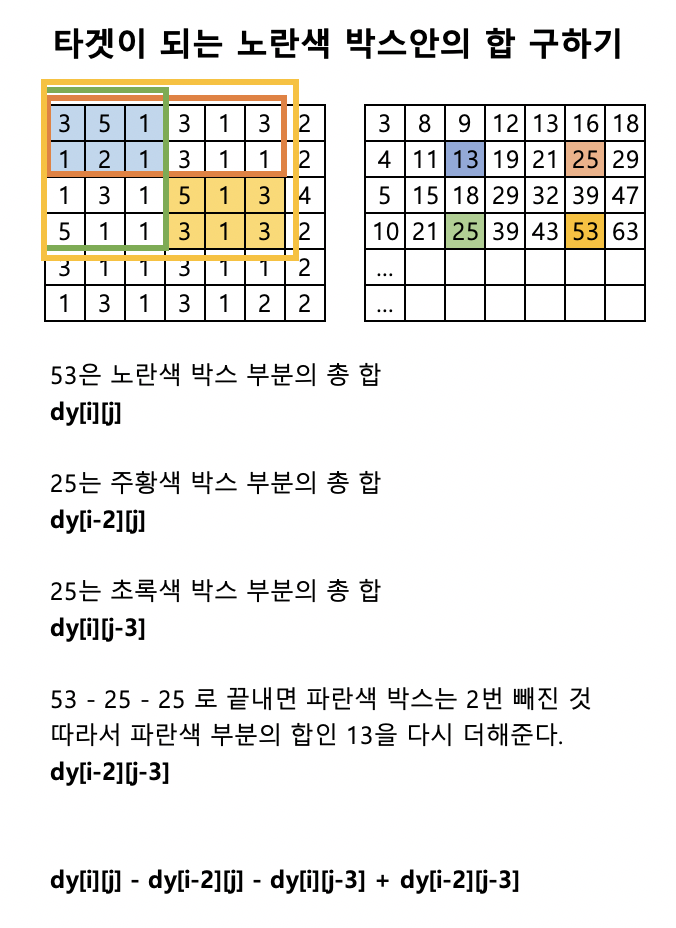 타겟이 되는 노란색 박스안의 합 구하기
3 5 1 3 1 3 2
1 2 1 3 1 1 2
1 3 1 5 1 3 4
5 1 1 3 1 3 2
3 1 1 3 1 1 2
1 3 1 3 1 2 2
3 8 9 12 13 16 18
4 11 13 19 21 25 29
5 15 18 29 32 39 47
10 21 25 39 43 53 63
...
...
53은 노란색 박스 부분의 총 합
dy[i][j]
25는 주황색 박스 부분의 총 합
dy[i-2][j]
25는 초록색 박스 부분의 총 합
dy[i][j-3]
53 - 25 - 25 로 끝내면 파란색 박스는 2번 빼진 것
따라서 파란색 부분의 합인 13을 다시 더해준다.
dy[i-2][j-3]
dy[i][j] - dy[i-2][j] - dy[i][j-3] + dy[i-2][j-3]